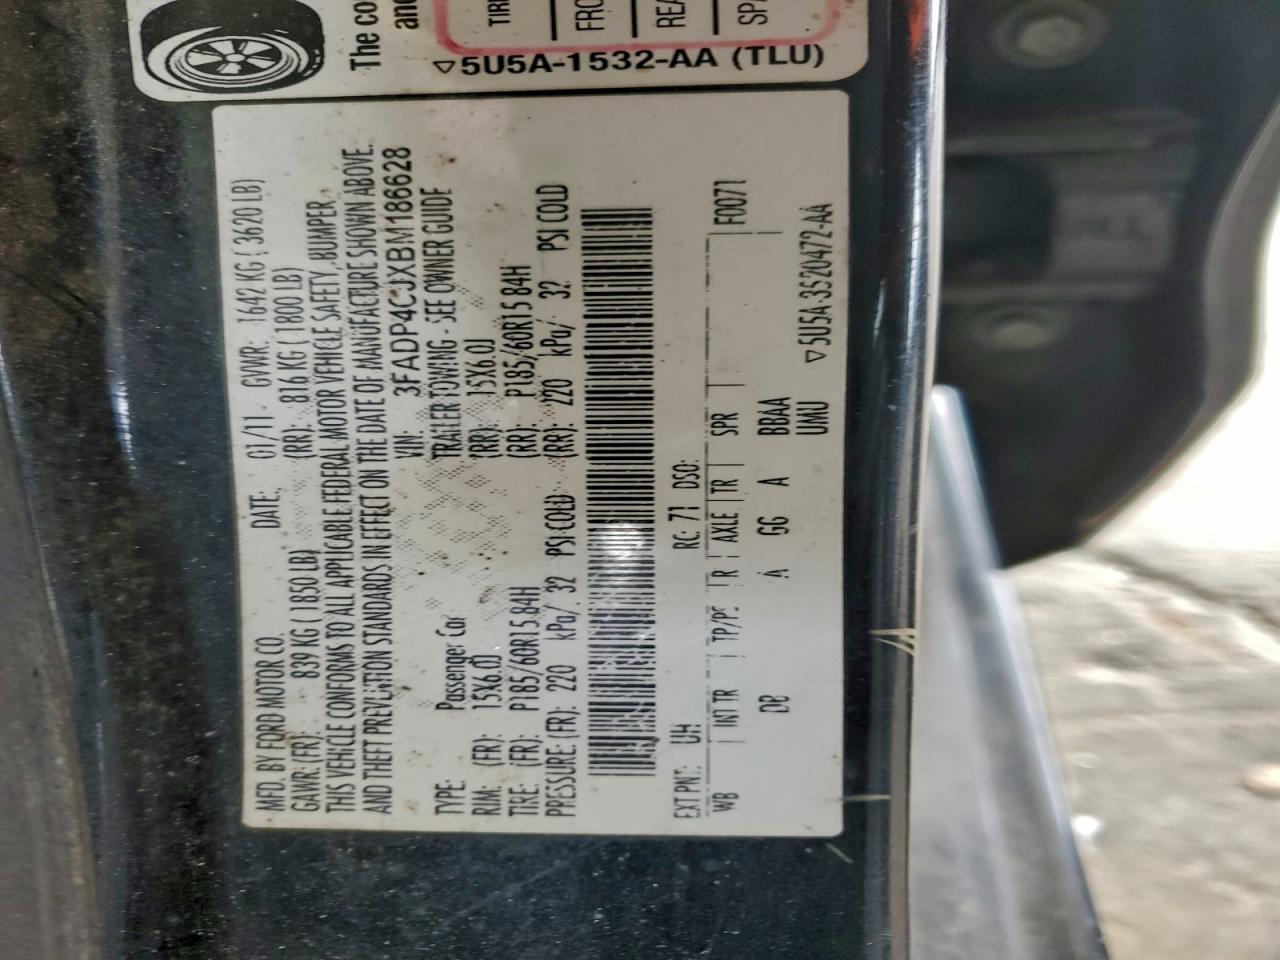 The co
and
TIR
FRO
REA
SPA
5U5A-1532-AA (TLU)
MFD. BY FORD MOTOR CO. DATE: 01/11 GVWR: 1642 KG ( 3620 LB)
GAWR: (FR): 839 KG ( 1850 LB) (RR): 816 KG ( 1800 LB)
THIS VEHICLE CONFORMS TO ALL APPLICABLE FEDERAL MOTOR VEHICLE SAFETY, BUMPER,
AND THEFT PREVENTION STANDARDS IN EFFECT ON THE DATE OF MANUFACTURE SHOWN ABOVE.
VIN: 3FADP4CJXBM186628
TYPE: Passenger Car TRAILER TOWING - SEE OWNER GUIDE
RIM: (FR): 15X6.0J (RR): 15X6.0J
TIRE: (FR): P185/60R15 84H (RR): P185/60R15 84H
PRESSURE (FR): 220 kPa/ 32 PSI COLD (RR): 220 kPa/ 32 PSI COLD
EXT PNT: UH RC: 71 DSO:
WB INT TR TP/PS R AXLE TR SPR F0071
A GG A BBAA
UMU
5U5A-3520472-AA